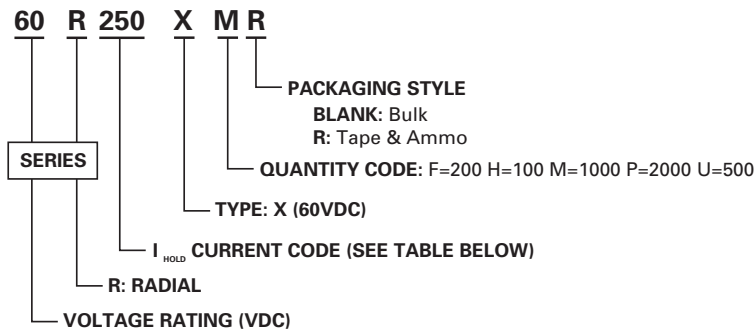 60 R 250 X M R
PACKAGING STYLE
BLANK: Bulk
R: Tape & Ammo
SERIES
QUANTITY CODE: F=200 H=100 M=1000 P=2000 U=500
TYPE: X (60VDC)
I HOLD CURRENT CODE (SEE TABLE BELOW)
R: RADIAL
VOLTAGE RATING (VDC)